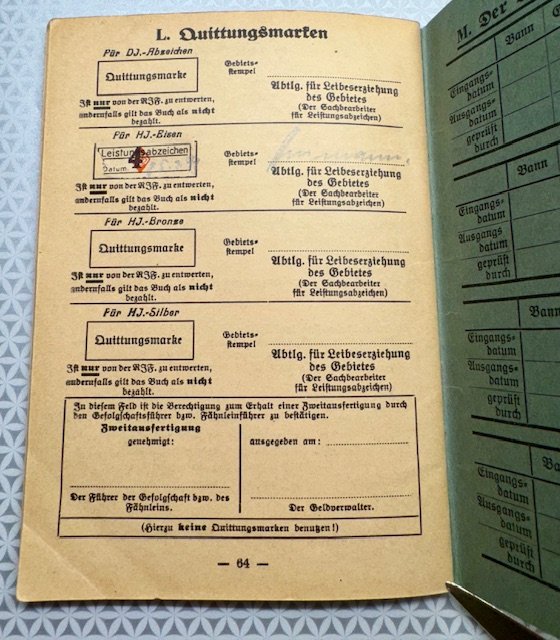 L. Quittungsmarken
Für DJ.-Abzeichen
Quittungsmarke
Gebiets-
stempel
Ist nur von der RJF. zu entwerten,
andernfalls gilt das Buch als nicht
bezahlt.
Abtlg. für Leibeserziehung
des Gebietes
(Der Sachbearbeiter
für Leistungsabzeichen)
Für HJ.-Eisen
Leistungsabzeichen
4
Datum
Gebiets-
stempel
Ist nur von der RJF. zu entwerten,
andernfalls gilt das Buch als nicht
bezahlt.
Abtlg. für Leibeserziehung
des Gebietes
(Der Sachbearbeiter
für Leistungsabzeichen)
Für HJ.-Bronze
Quittungsmarke
Gebiets-
stempel
Ist nur von der RJF. zu entwerten,
andernfalls gilt das Buch als nicht
bezahlt.
Abtlg. für Leibeserziehung
des Gebietes
(Der Sachbearbeiter
für Leistungsabzeichen)
Für HJ.-Silber
Quittungsmarke
Gebiets-
stempel
Ist nur von der RJF. zu entwerten,
andernfalls gilt das Buch als nicht
bezahlt.
Abtlg. für Leibeserziehung
des Gebietes
(Der Sachbearbeiter
für Leistungsabzeichen)
In diesem Feld ist die Berechtigung zum Erhalt einer Zweitausfertigung durch
den Gefolgschaftsführer bzw. Fähnleinführer zu bestätigen.
Zweitausfertigung
genehmigt:
ausgegeben am :
Der Führer der Gefolgschaft bzw. des
Fähnleins.
Der Geldverwalter.
(Hierzu keine Quittungsmarken benutzen!)
— 64 —
M. Der
Bann
Eingangs-
datum
Ausgangs-
datum
geprüft
durch
Bann
Eingangs-
datum
Ausgangs
datum
geprüft
durch
Bann
Eingangs-
datum
Ausgangs-
datum
geprüft
durch
Eingangs-
datum
Ausgangs-
datum
geprüft
durch